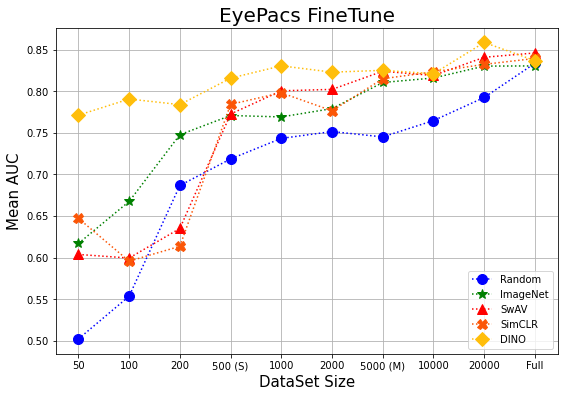 EyePacs FineTune
Mean AUC
0.85
0.80
0.75
0.70
0.65
0.60
0.55
0.50
50 100 200 500 (S) 1000 2000 5000 (M) 10000 20000 Full
DataSet Size
Random
ImageNet
SwAV
SimCLR
DINO